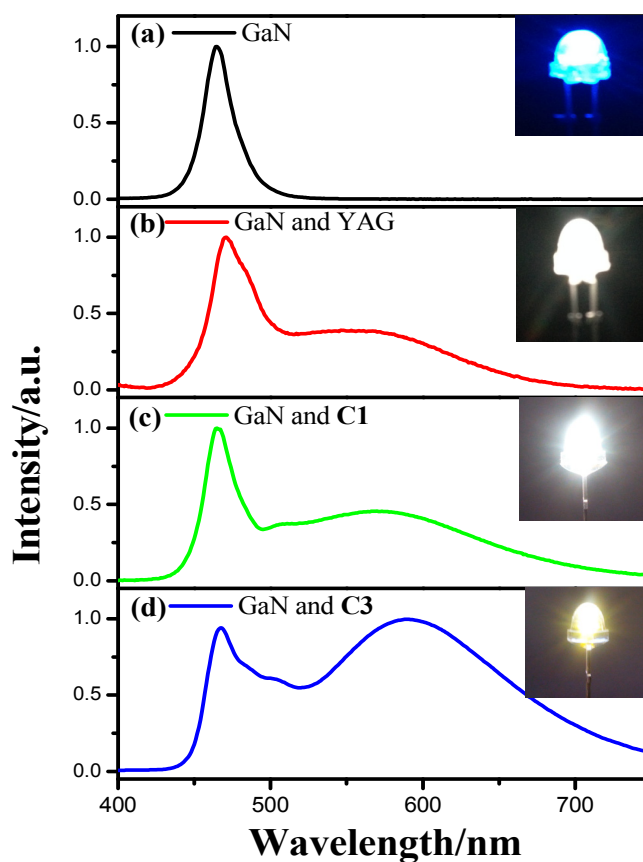 Intensity/a.u.
(a) GaN
1.0
0.5
0.0
(b) GaN and YAG
1.0
0.5
0.0
(c) GaN and C1
1.0
0.5
0.0
(d) GaN and C3
1.0
0.5
0.0
400 500 600 700
Wavelength/nm